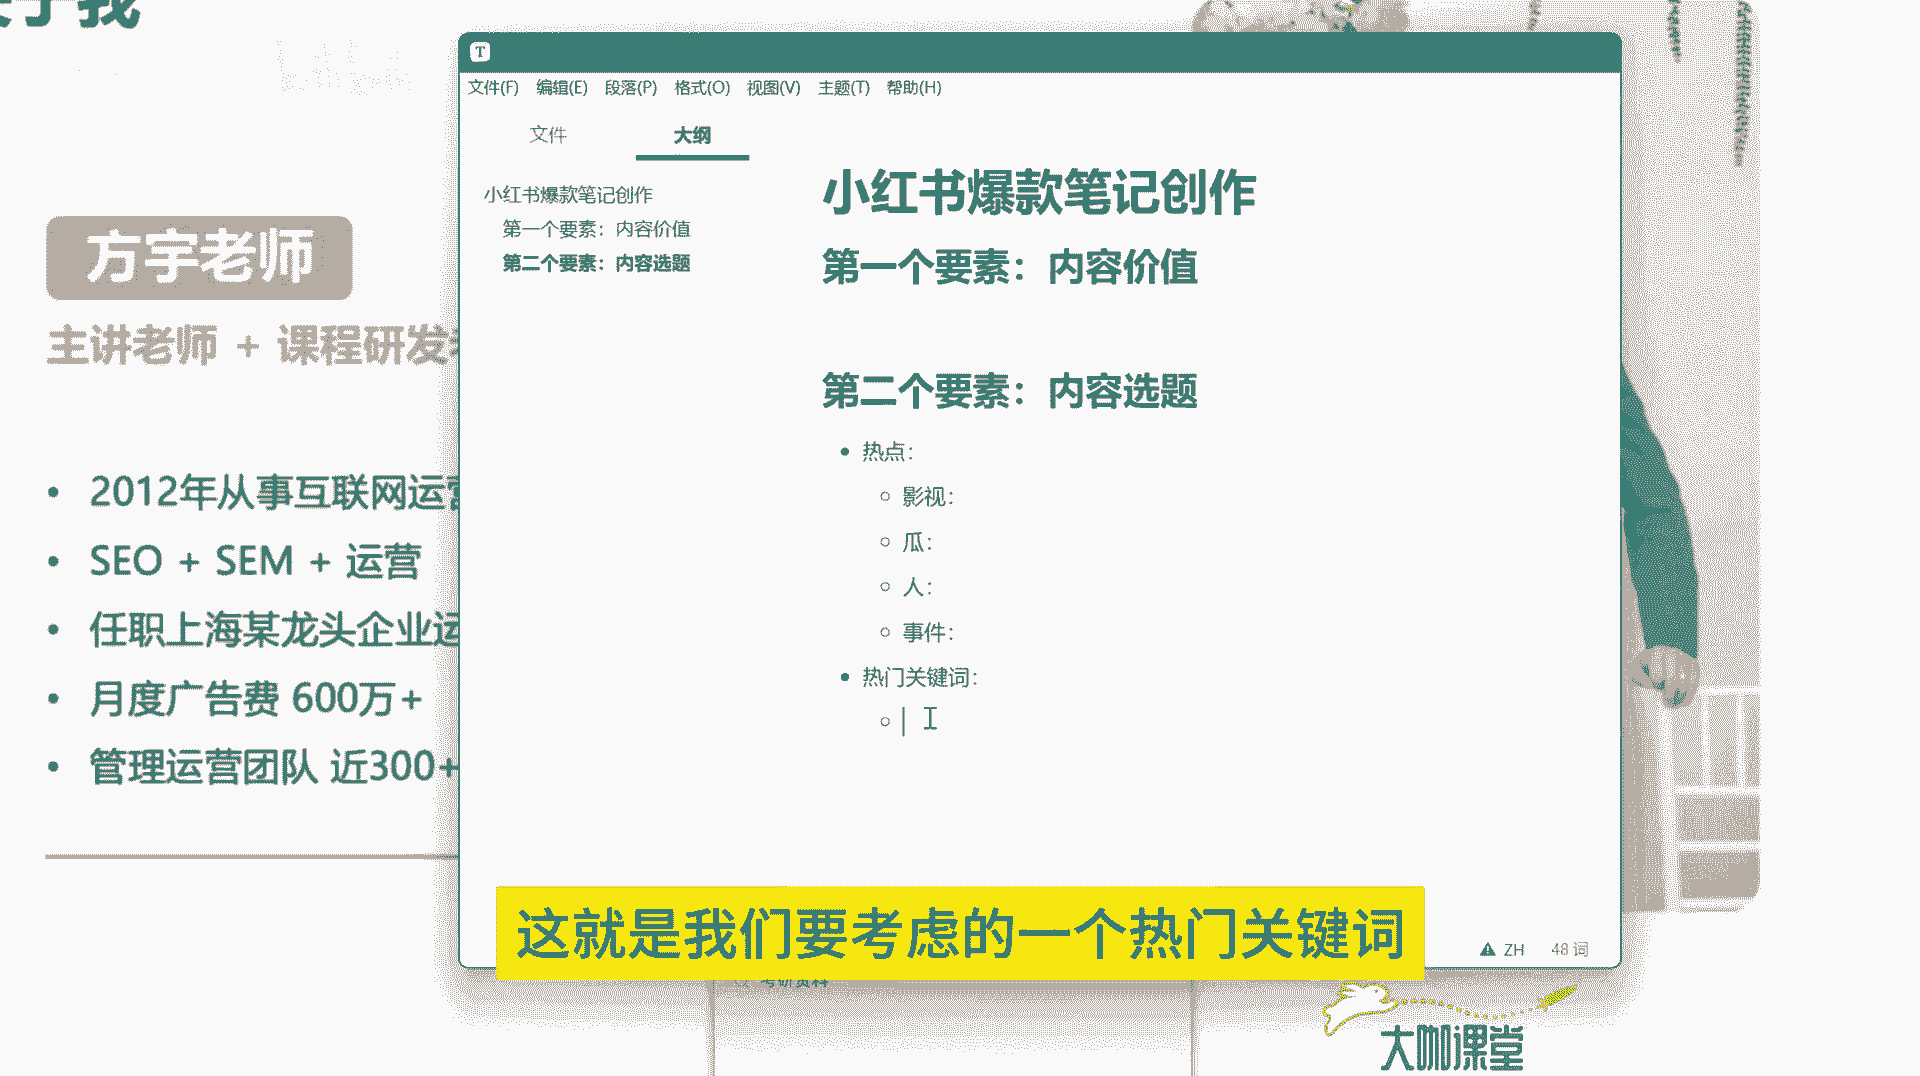 于我
方宇老师
主讲老师 + 课程研发
2012年从事互联网运营
SEO + SEM + 运营
任职上海某龙头企业运
月度广告费 600万+
管理运营团队 近300+
T
文件(F) 编辑(E) 段落(P) 格式(O) 视图(V) 主题(T) 帮助(H)
文件 大纲
小红书爆款笔记创作
第一个要素：内容价值
第二个要素：内容选题
小红书爆款笔记创作
第一个要素：内容价值
第二个要素：内容选题
热点：
影视：
瓜：
人：
事件：
热门关键词：
这就是我们要考虑的一个热门关键词
ZH 48 词
考研资料
大咖课堂